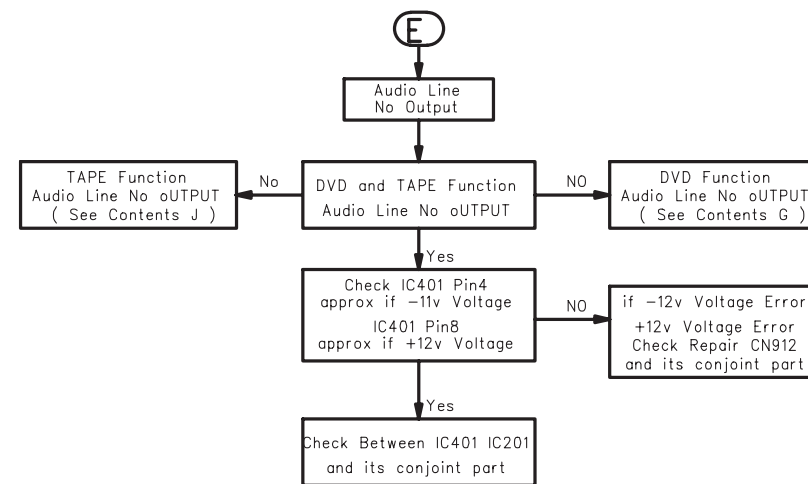 E
Audio Line
No Output
TAPE Function
Audio Line No oUTPUT
( See Contents J )
No
DVD and TAPE Function
Audio Line No oUTPUT
NO
DVD Function
Audio Line No oUTPUT
( See Contents G )
Yes
Check IC401 Pin4
approx if -11v Voltage
IC401 Pin8
approx if +12v Voltage
NO
if -12v Voltage Error
+12v Voltage Error
Check Repair CN912
and its conjoint part
Yes
Check Between IC401 IC201
and its conjoint part